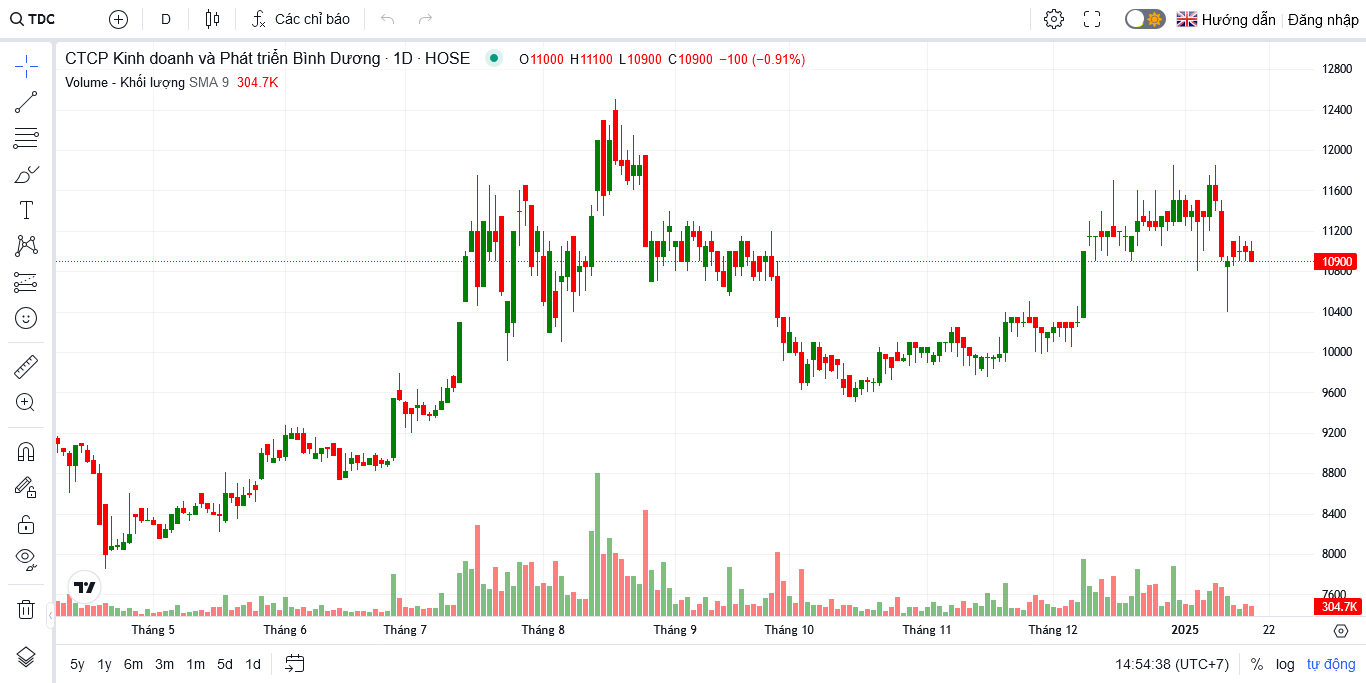 TDC D Các chỉ báo Hướng dẫn Đăng nhập
CTCP Kinh doanh và Phát triển Bình Dương · 1D · HOSE O11000 H11100 L10900 C10900 −100 (−0.91%)
Volume - Khối lượng SMA 9 304.7K
12800
12400
12000
11600
11200
10900
10800
10400
10000
9600
9200
8800
8400
8000
7600
304.7K
Tháng 5 Tháng 6 Tháng 7 Tháng 8 Tháng 9 Tháng 10 Tháng 11 Tháng 12 2025 22
5y 1y 6m 3m 1m 5d 1d 14:54:38 (UTC+7) % log tự động